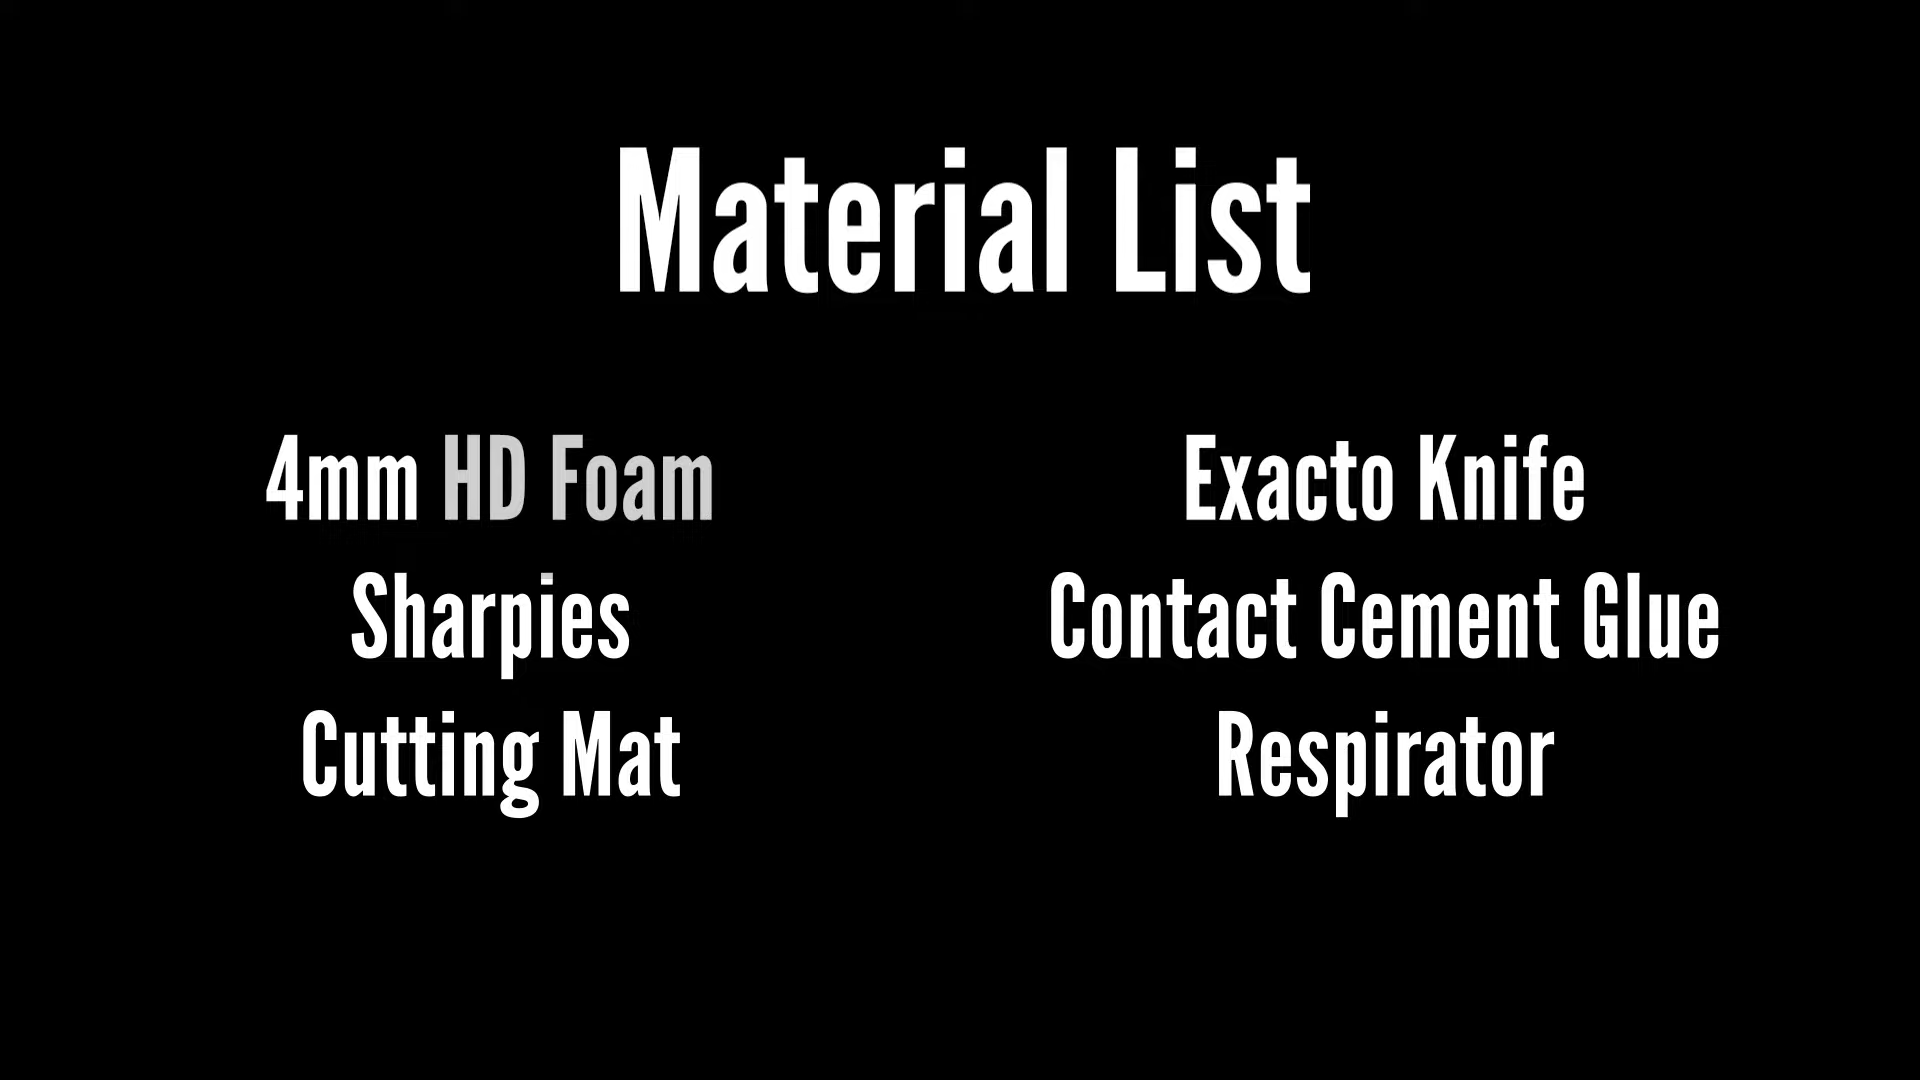 Material List
4mm HD Foam
Sharpies
Cutting Mat
Exacto Knife
Contact Cement Glue
Respirator